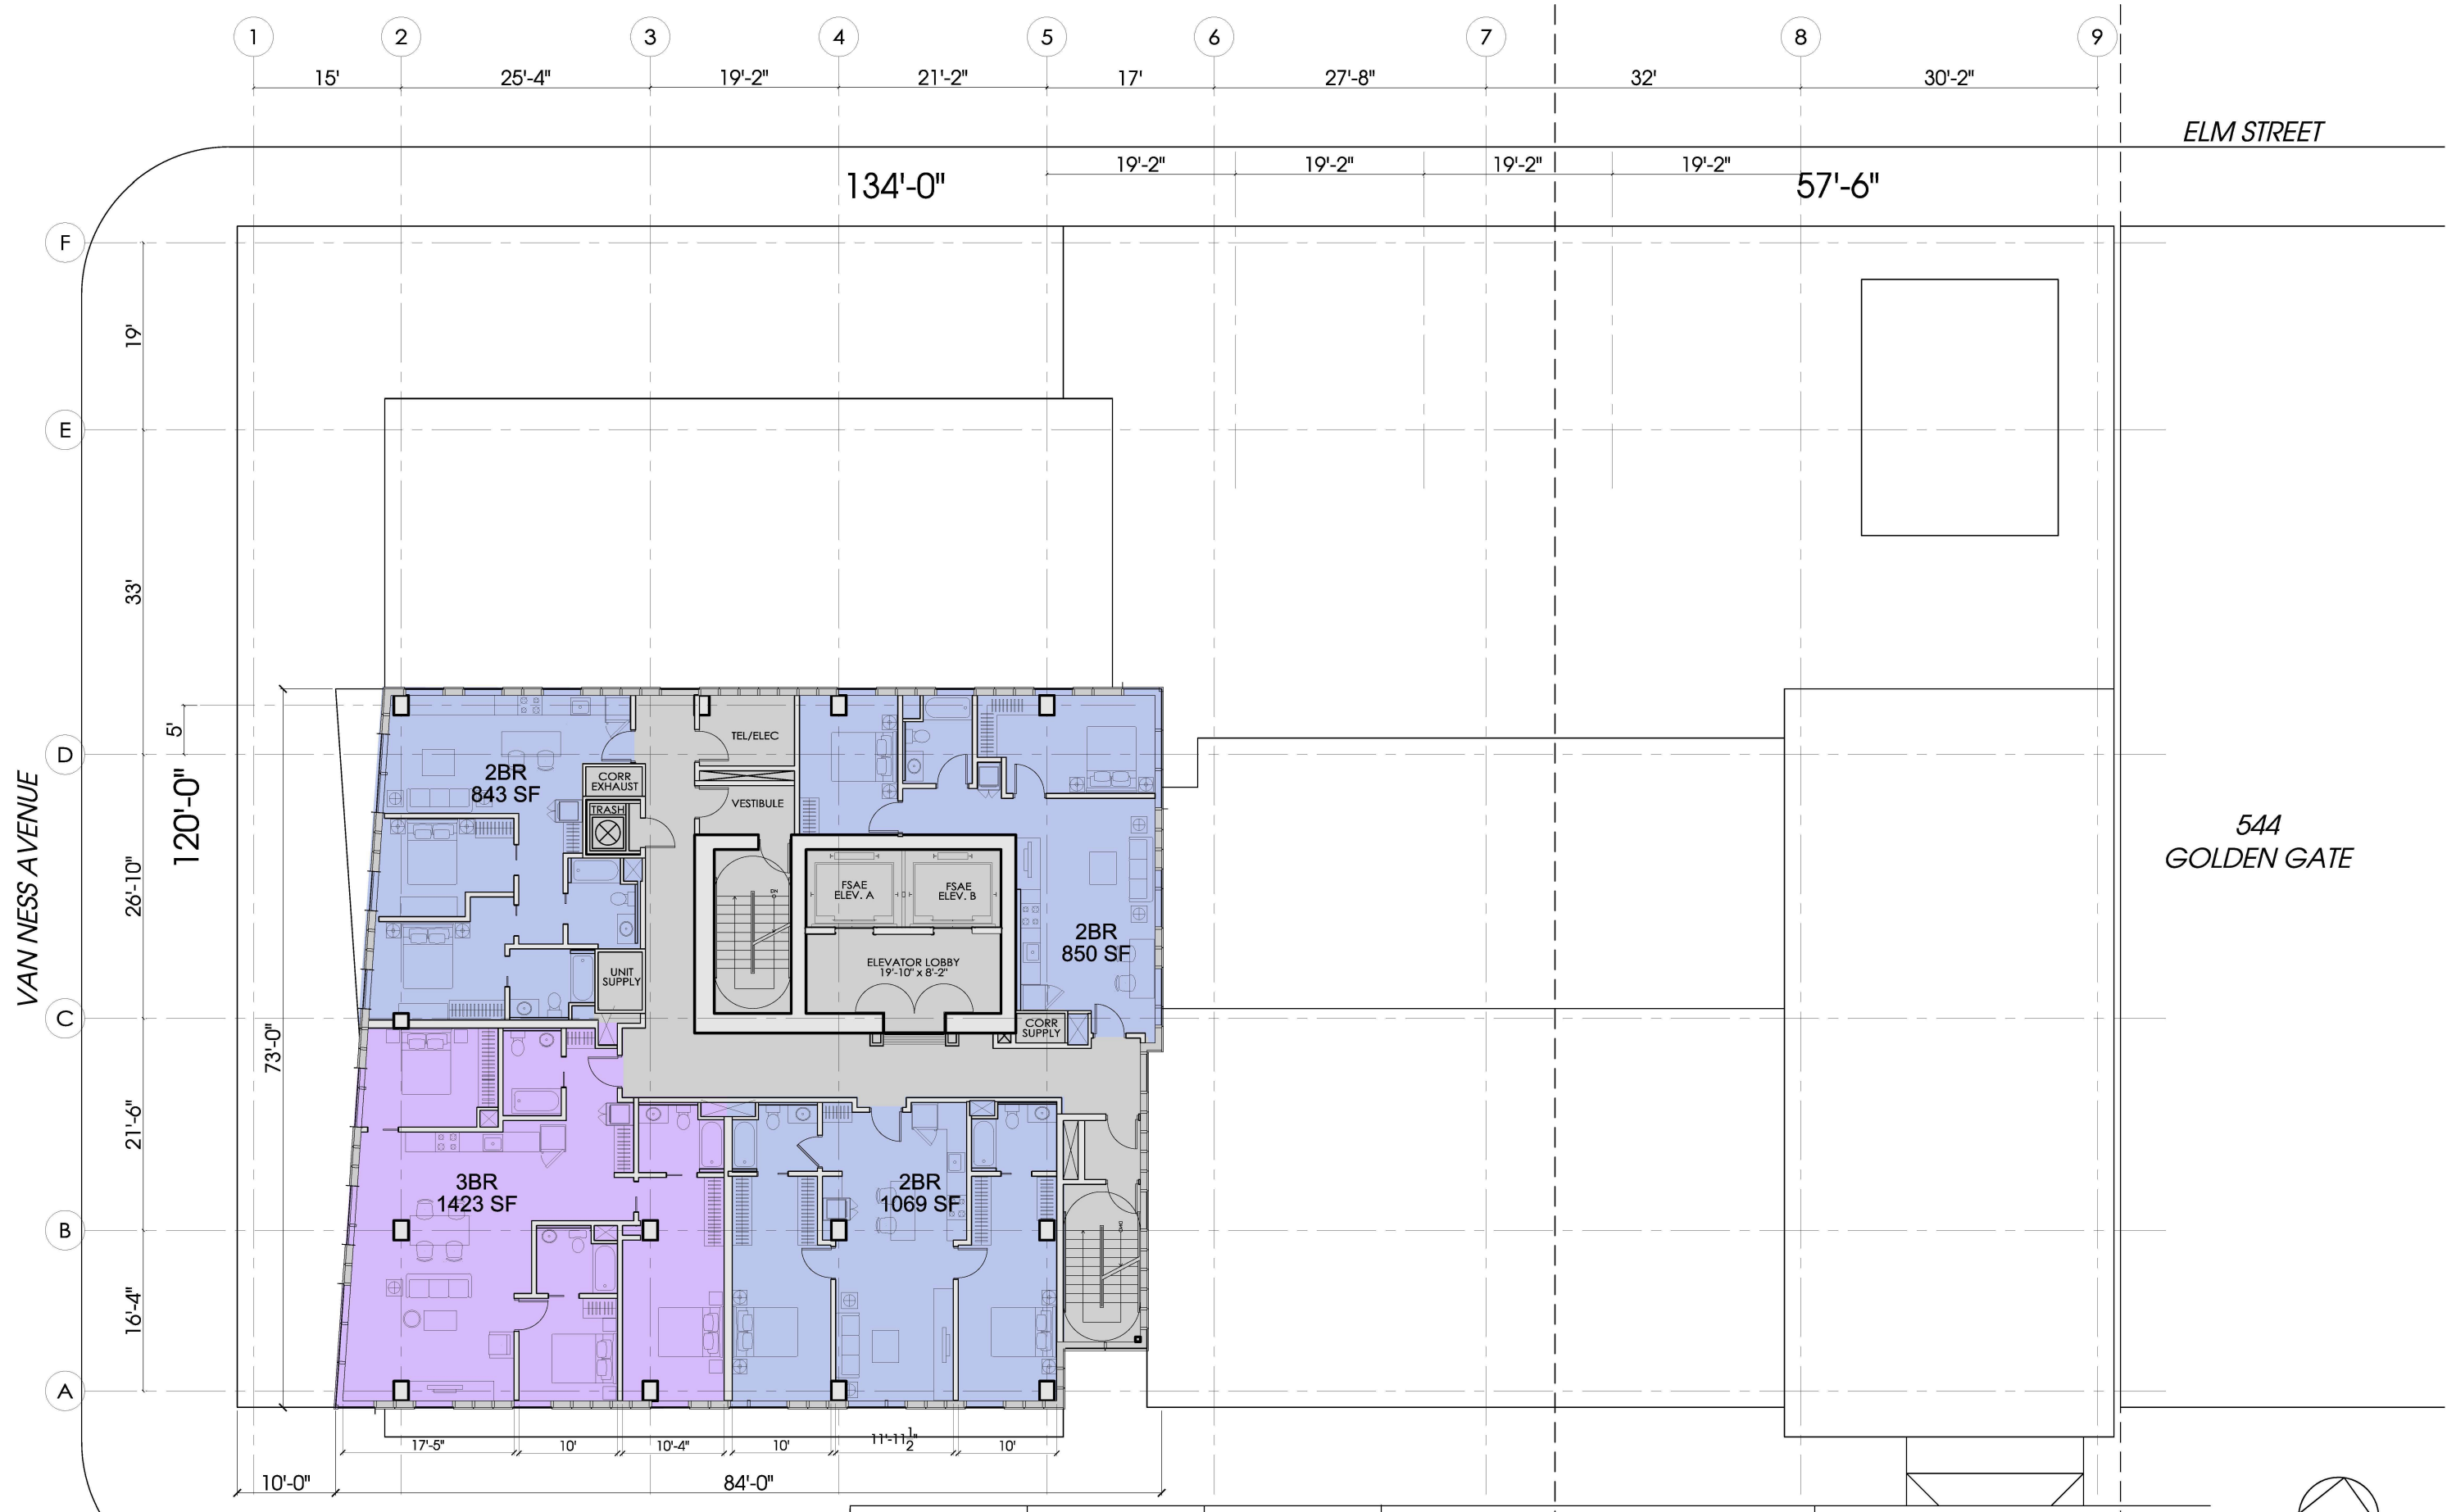 1 2 3 4 5 6 7 8 9
15' 25'-4" 19'-2" 21'-2" 17' 27'-8" 32' 30'-2"
ELM STREET
19'-2" 19'-2" 19'-2" 19'-2"
134'-0" 57'-6"
F
19'
E
33'
5'
D
120'-0"
26'-10"
VAN NESS AVENUE
C
73'-0"
21'-6"
B
16'-4"
A
TEL/ELEC
2BR
843 SF
CORR
EXHAUST
TRASH
VESTIBULE
544
GOLDEN GATE
FSAE
ELEV. A
FSAE
ELEV. B
DN
2BR
850 SF
ELEVATOR LOBBY
19'-10" x 8'-2"
UNIT
SUPPLY
CORR
SUPPLY
3BR
1423 SF
2BR
1069 SF
17'-5" 10' 10'-4" 10' 11'-11 1/2" 10'
10'-0" 84'-0"